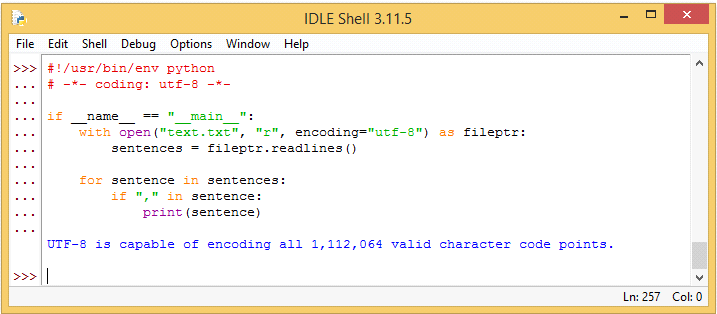 IDLE Shell 3.11.5
File Edit Shell Debug Options Window Help
>>> #!/usr/bin/env python
... # -*- coding: utf-8 -*-
...
... if __name__ == "__main__":
...     with open("text.txt", "r", encoding="utf-8") as fileptr:
...         sentences = fileptr.readlines()
...
...     for sentence in sentences:
...         if "," in sentence:
...             print(sentence)
...
UTF-8 is capable of encoding all 1,112,064 valid character code points.
>>>
Ln: 257 Col: 0